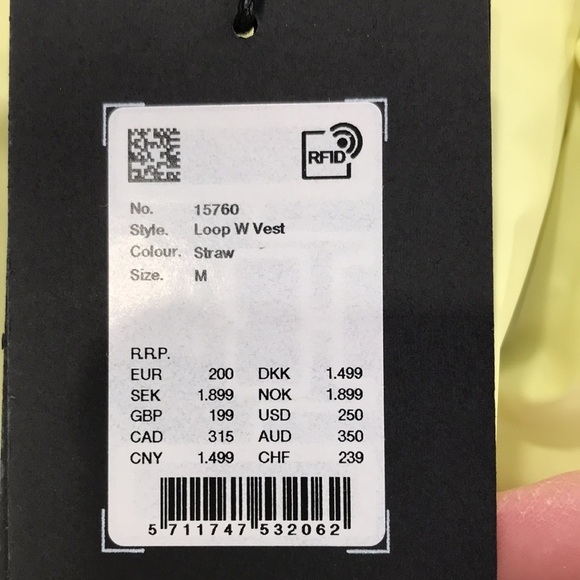 RFID
No. 15760
Style. Loop W Vest
Colour. Straw
Size. M
R.R.P.
EUR 200 DKK 1.499
SEK 1.899 NOK 1.899
GBP 199 USD 250
CAD 315 AUD 350
CNY 1.499 CHF 239
5 711747 532062